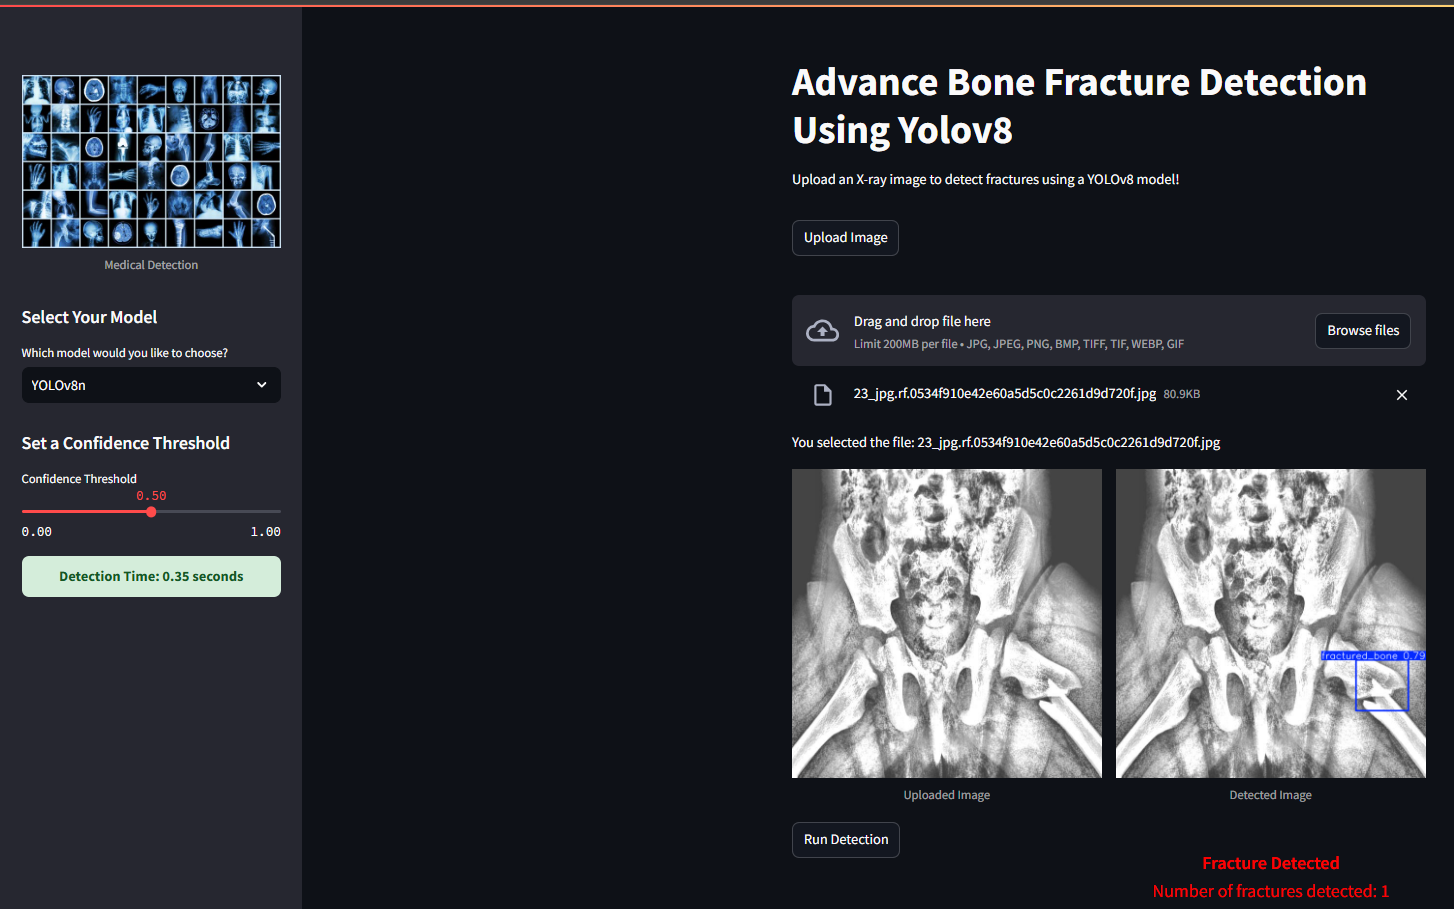 Medical Detection
Select Your Model
Which model would you like to choose?
YOLOv8n
Set a Confidence Threshold
Confidence Threshold
0.50
0.00 1.00
Detection Time: 0.35 seconds
Advance Bone Fracture Detection
Using Yolov8
Upload an X-ray image to detect fractures using a YOLOv8 model!
Upload Image
Drag and drop file here
Limit 200MB per file • JPG, JPEG, PNG, BMP, TIFF, TIF, WEBP, GIF
Browse files
23_jpg.rf.0534f910e42e60a5d5c0c2261d9d720f.jpg 80.9KB
You selected the file: 23_jpg.rf.0534f910e42e60a5d5c0c2261d9d720f.jpg
fractured_bone 0.79
Uploaded Image
Detected Image
Run Detection
Fracture Detected
Number of fractures detected: 1